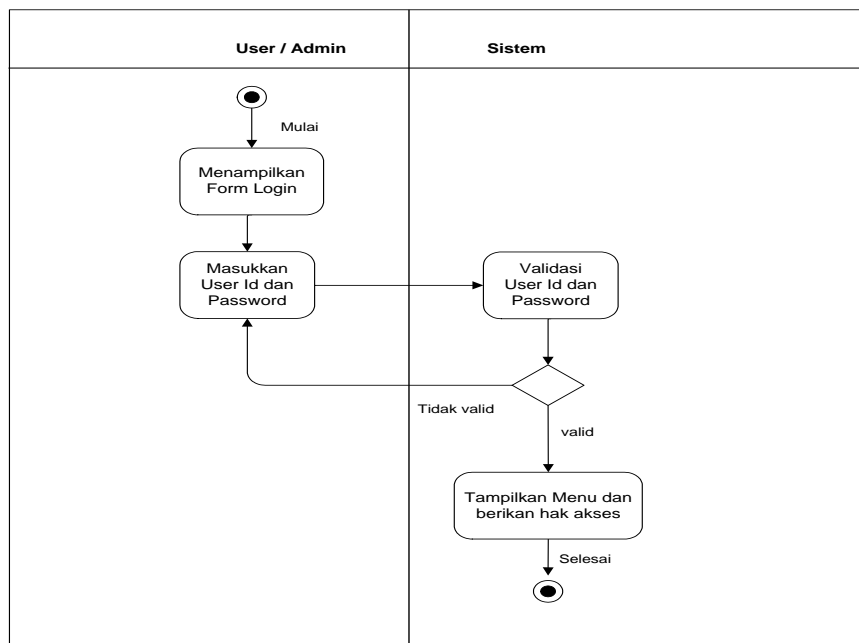 User / Admin
Sistem
Mulai
Menampilkan
Form Login
Masukkan
User Id dan
Password
Validasi
User Id dan
Password
Tidak valid
valid
Tampilkan Menu dan
berikan hak akses
Selesai